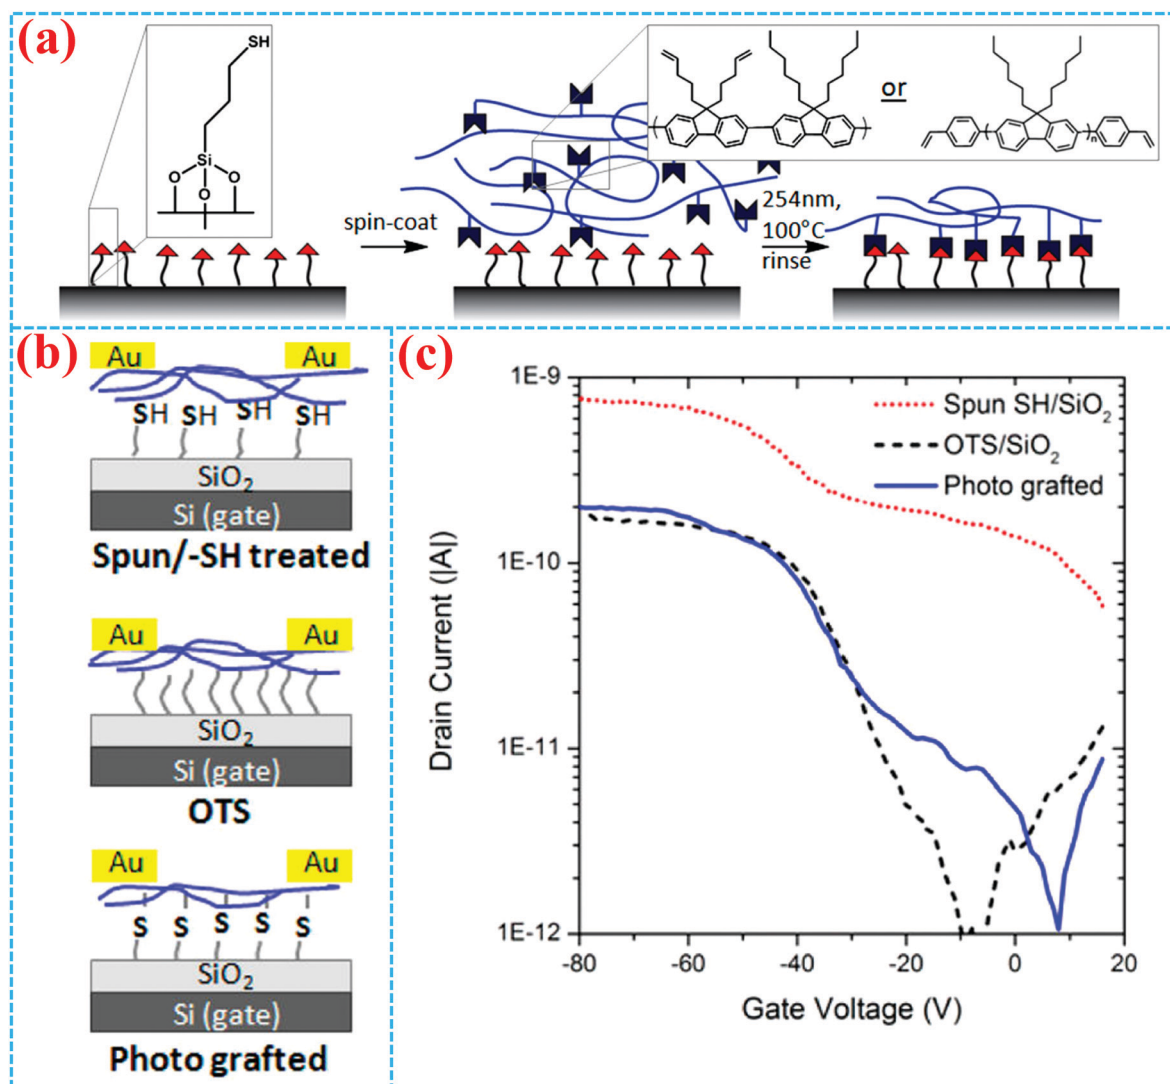 (a)
SH
Si
O
O
O
spin-coat
or
n
254nm,
100°C
rinse
(b)
Au
Au
SH
SH
SH
SH
SiO₂
Si (gate)
Spun/-SH treated
Au
Au
SiO₂
Si (gate)
OTS
Au
Au
S
S
S
S
S
SiO₂
Si (gate)
Photo grafted
(c)
1E-9
1E-10
1E-11
1E-12
Drain Current (|A|)
Spun SH/SiO₂
OTS/SiO₂
Photo grafted
-80
-60
-40
-20
0
20
Gate Voltage (V)